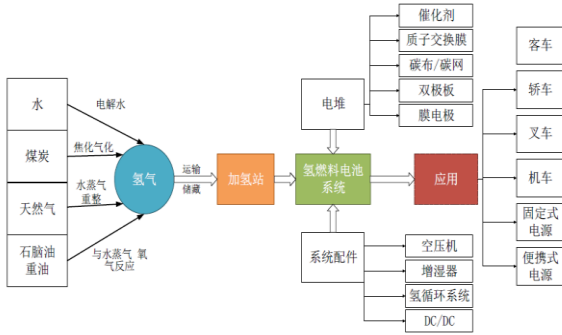 水
煤炭
天然气
石脑油
重油
电解水
焦化气化
水蒸气
重整
与水蒸气 氧
气反应
氢气
运输
储藏
加氢站
电堆
催化剂
质子交换膜
碳布/碳网
双极板
膜电极
氢燃料电池
系统
系统配件
空压机
增湿器
氢循环系统
DC/DC
应用
客车
轿车
叉车
机车
固定式
电源
便携式
电源